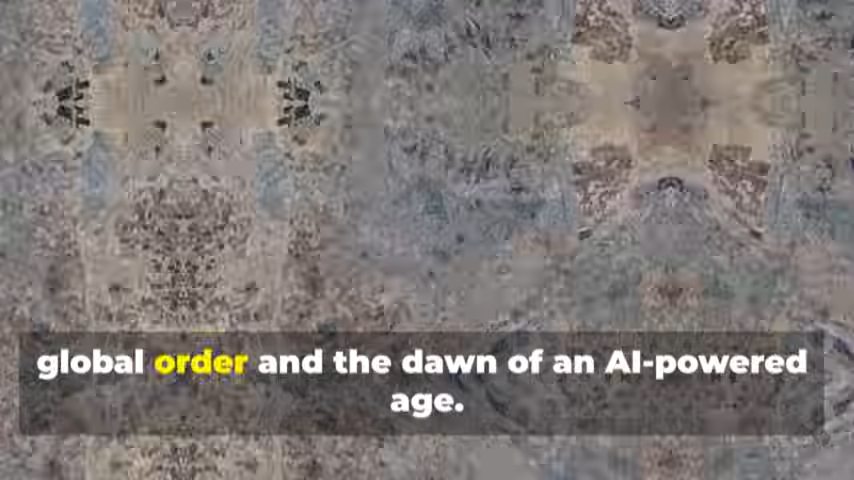 global order and the dawn of an AI-powered
age.